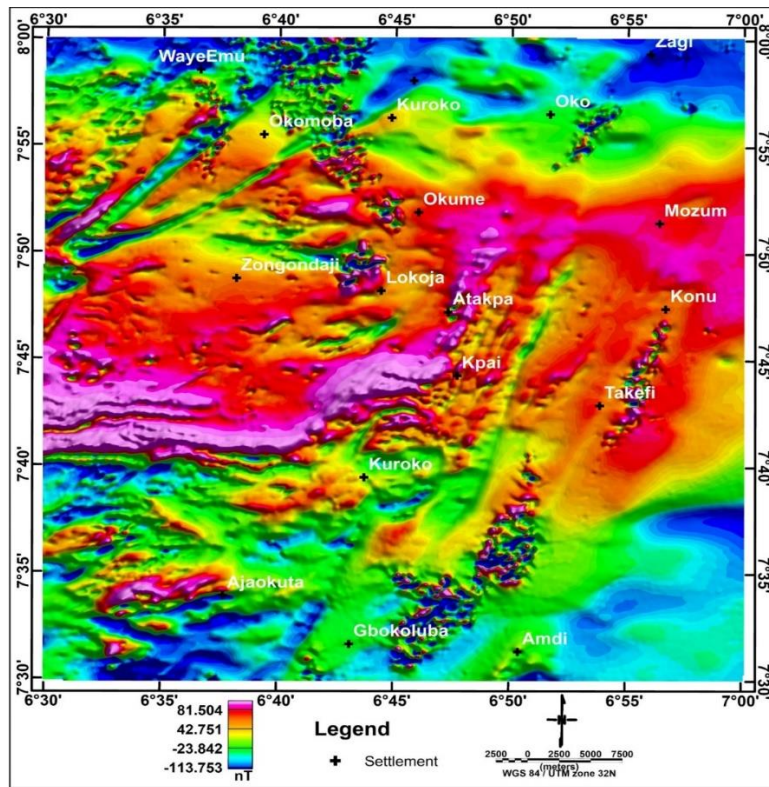 6°30' 6°35' 6°40' 6°45' 6°50' 6°55' 7°00'
8°00' 8°00'
WayeEmu Zagi
Kuroko Oko
Okomoba
7°55' 7°55'
Okume
Mozum
7°50' 7°50'
Zongondaji Lokoja
Atakpa Konu
7°45' 7°45'
Kpai
Takefi
7°40' 7°40'
Kuroko
7°35' 7°35'
Ajaokuta
Gbokoluba Amdi
7°30' 7°30'
6°30' 6°35' 6°40' 6°45' 6°50' 6°55' 7°00'
81.504
42.751
-23.842
-113.753
nT
Legend
Settlement
2500 0 2500 5000 7500
(meters)
WGS 84 / UTM zone 32N